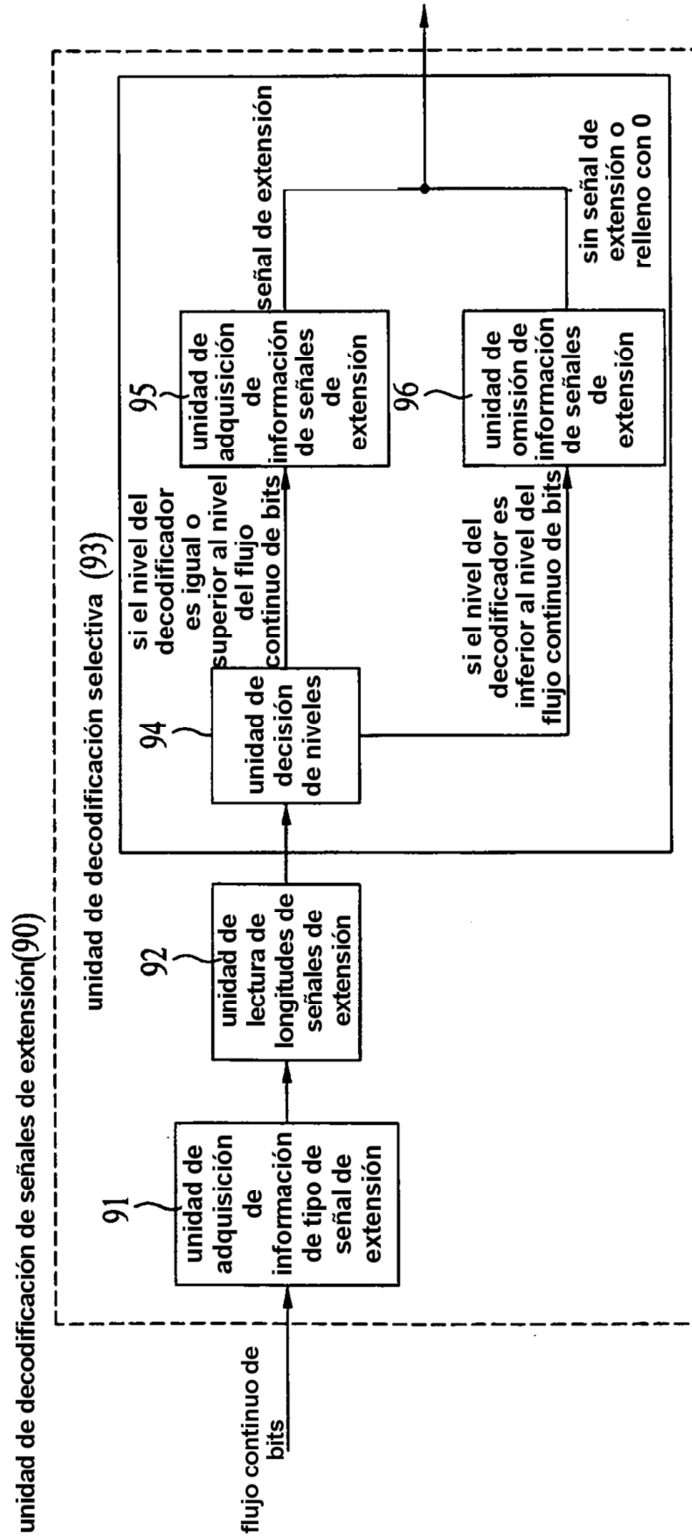 unidad de decodificación de señales de extensión(90)
unidad de decodificación selectiva (93)
flujo continuo de
bits
91
unidad de
adquisición
de
información
de tipo de
señal de
extensión
92
unidad de
lectura de
longitudes de
señales de
extensión
94
unidad de
decisión
de niveles
si el nivel del
decodificador
es igual o
superior al nivel
del flujo
continuo de bits
95
unidad de
adquisición
de
información
de señales
de
extensión
señal de extensión
si el nivel del
decodificador es
inferior al nivel del
flujo continuo de bits
96
unidad de
omisión de
información
de señales
de
extensión
sin señal de
extensión o
relleno con 0